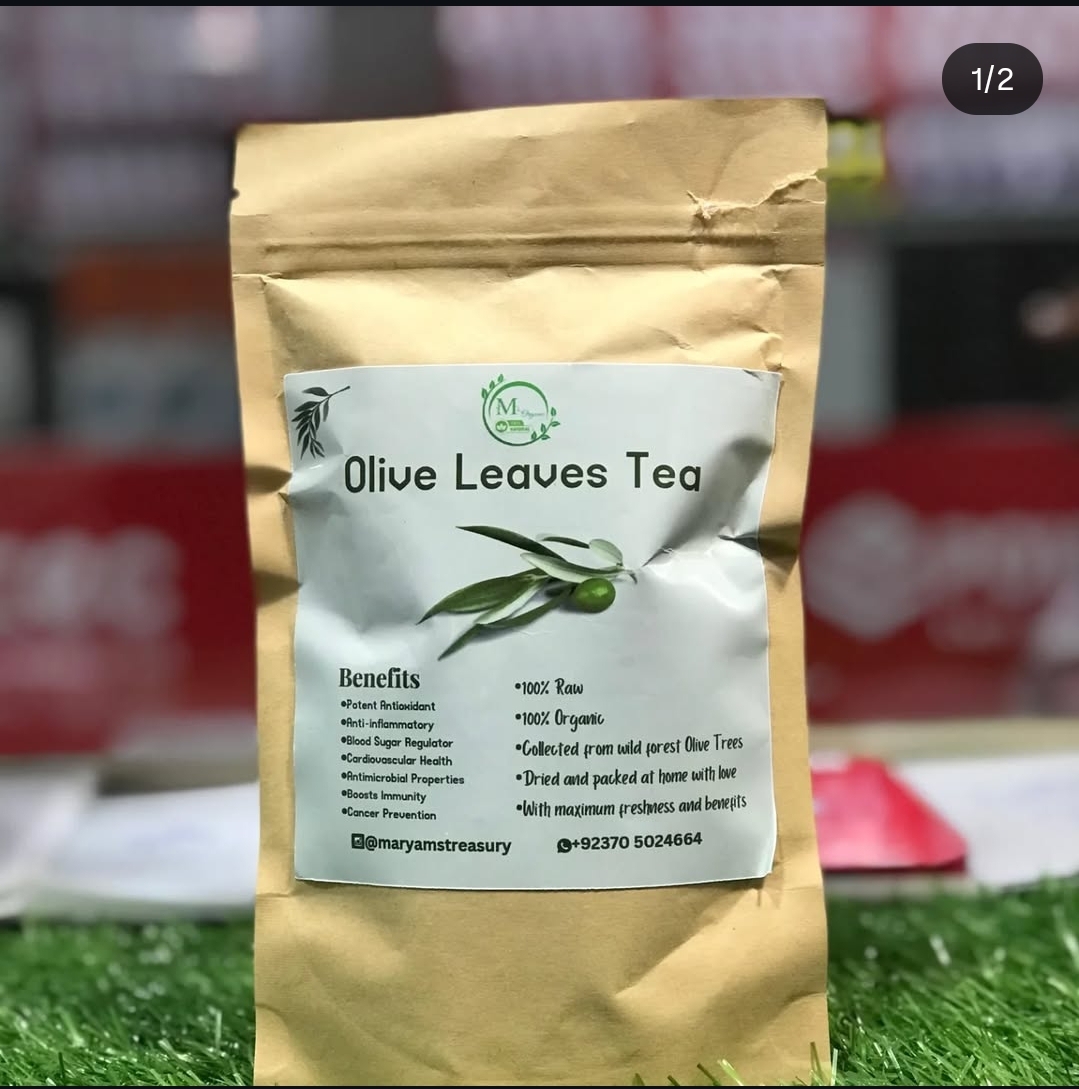 1/2
M
Olive Leaves Tea
Benefits
•Potent Antioxidant
•Anti-inflammatory
•Blood Sugar Regulator
•Cardiovascular Health
•Antimicrobial Properties
•Boosts Immunity
•Cancer Prevention
•100% Raw
•100% Organic
•Collected from wild forest Olive Trees
•Dried and packed at home with love
•With maximum freshness and benefits
@maryamstreasury
+92370 5024664